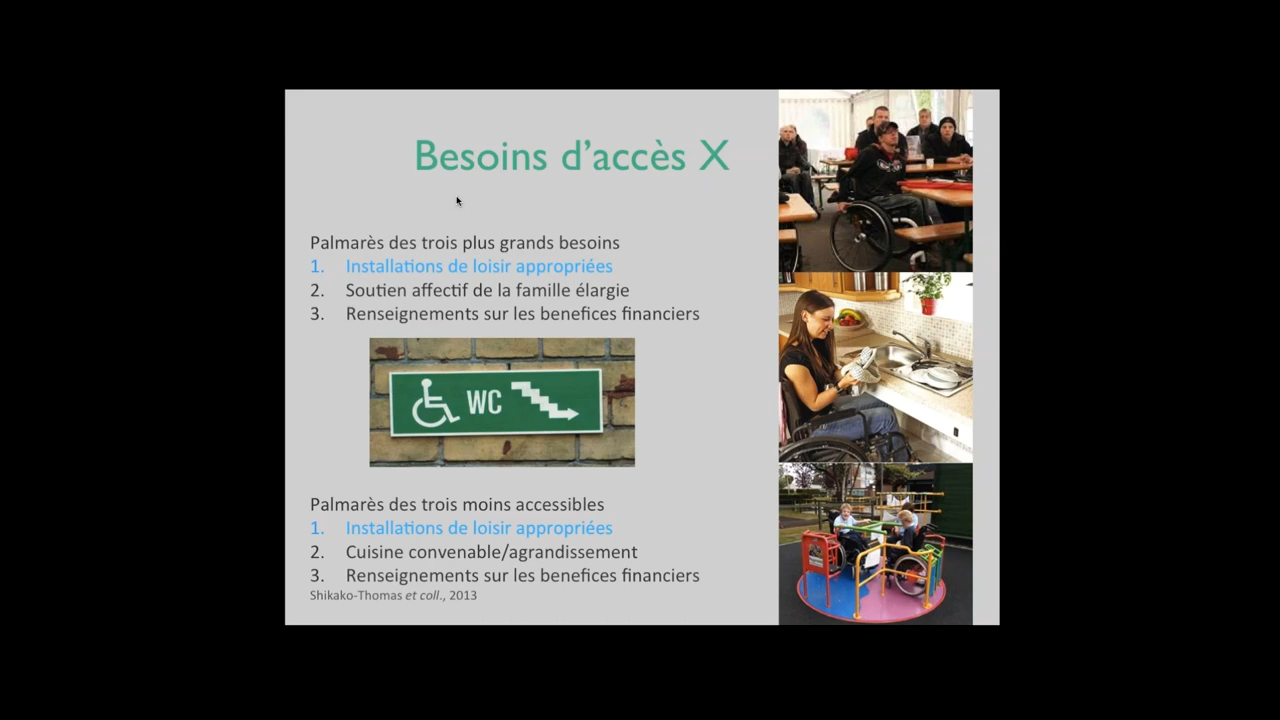 Besoins d'accès X
Palmarès des trois plus grands besoins
1. Installations de loisir appropriées
2. Soutien affectif de la famille élargie
3. Renseignements sur les benefices financiers
WC
Palmarès des trois moins accessibles
1. Installations de loisir appropriées
2. Cuisine convenable/agrandissement
3. Renseignements sur les benefices financiers
Shikako-Thomas et coll., 2013